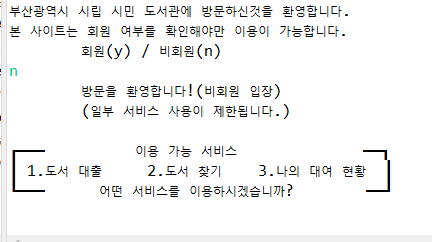 부산광역시 시립 시민 도서관에 방문하신것을 환영합니다.
본 사이트는 회원 여부를 확인해야만 이용이 가능합니다.
회원(y) / 비회원(n)
n
방문을 환영합니다!(비회원 입장)
(일부 서비스 사용이 제한됩니다.)
이용 가능 서비스
1.도서 대출 2.도서 찾기 3.나의 대여 현황
어떤 서비스를 이용하시겠습니까?